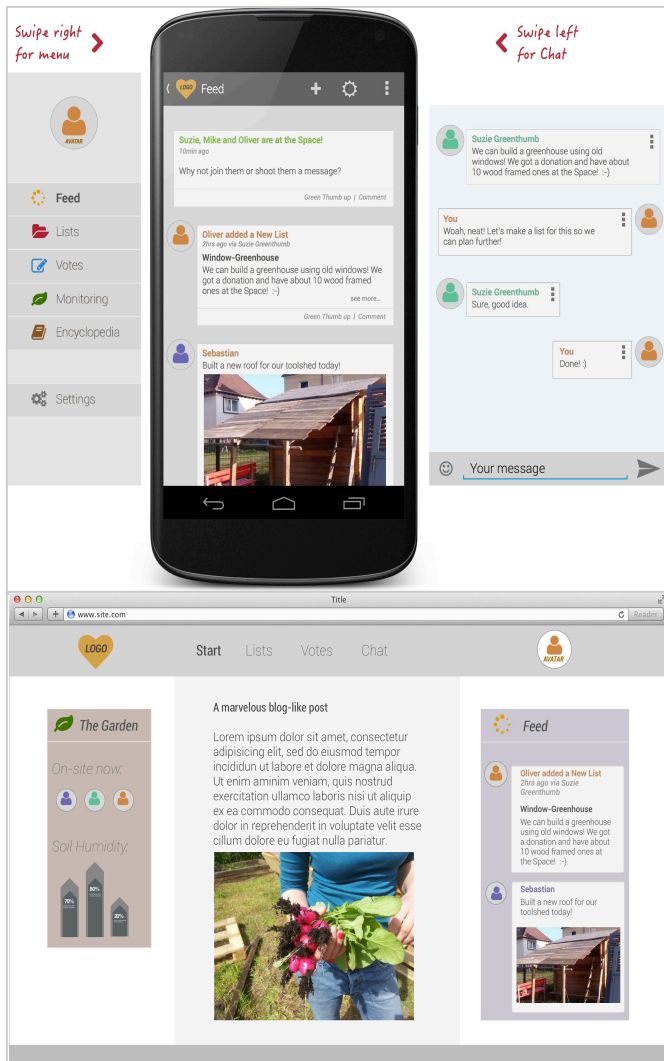 Swipe right
for menu
Swipe left
for Chat
AVATAR
Feed
Lists
Votes
Monitoring
Encyclopedia
Settings
LOGO
Feed
Suzie, Mike and Oliver are at the Space!
10min ago
Why not join them or shoot them a message?
Green Thumb up | Comment
Oliver added a New List
2hrs ago via Suzie Greenthumb
Window-Greenhouse
We can build a greenhouse using old windows! We
got a donation and have about 10 wood framed
ones at the Space! :-)
see more...
Green Thumb up | Comment
Sebastian
Built a new roof for our toolshed today!
Suzie Greenthumb
We can build a greenhouse using old
windows! We got a donation and have about
10 wood framed ones at the Space! :-)
You
Woah, neat! Let's make a list for this so we
can plan further!
Suzie Greenthumb
Sure, good idea.
You
Done! :)
Your message
Title
www.site.com
Reader
LOGO
Start
Lists
Votes
Chat
AVATAR
The Garden
On-site now:
Soil Humidity:
70%
80%
20%
A marvelous blog-like post
Lorem ipsum dolor sit amet, consectetur
adipisicing elit, sed do eiusmod tempor
incididun ut labore et dolore magna aliqua.
Ut enim aminim veniam, quis nostrud
exercitation ullamco laboris nisi ut aliquip
ex ea commodo consequat. Duis aute irure
dolor in reprehenderit in voluptate velit esse
cillum dolore eu fugiat nulla pariatur.
Feed
Oliver added a New List
2hrs ago via Suzie
Greenthumb
Window-Greenhouse
We can build a greenhouse
using old windows! We got
a donation and have about
10 wood framed ones at
the Space! :-)
Sebastian
Built a new roof for our
toolshed today!